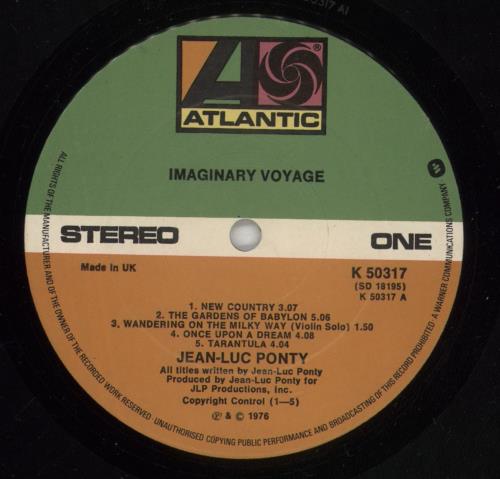 50317 A1
ATLANTIC
®
IMAGINARY VOYAGE
STEREO
ONE
Made in UK
K 50317
(SD 18195)
K 50317 A
1. NEW COUNTRY 3.07
2. THE GARDENS OF BABYLON 5.06
3. WANDERING ON THE MILKY WAY (Violin Solo) 1.50
4. ONCE UPON A DREAM 4.08
5. TARANTULA 4.04
JEAN-LUC PONTY
All titles written by Jean-Luc Ponty
Produced by Jean-Luc Ponty for
JLP Productions, Inc.
Copyright Control (1—5)
℗ & © 1976
ALL RIGHTS OF THE MANUFACTURER AND OF THE OWNER OF THE RECORDED WORK RESERVED · UNAUTHORISED COPYING PUBLIC PERFORMANCE AND BROADCASTING OF THIS RECORD PROHIBITED. A WARNER COMMUNICATIONS COMPANY